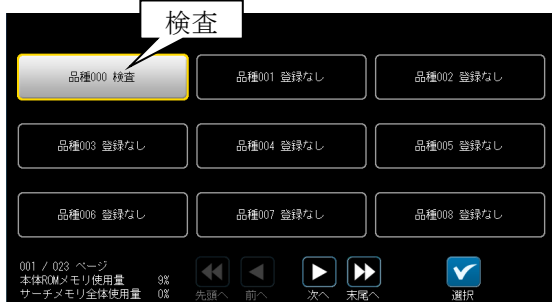 検査
品種000 検査
品種001 登録なし
品種002 登録なし
品種003 登録なし
品種004 登録なし
品種005 登録なし
品種006 登録なし
品種007 登録なし
品種008 登録なし
001 / 023 ページ
本体ROMメモリ使用量 9%
サーチメモリ全体使用量 0%
先頭へ 前へ 次へ 末尾へ 選択